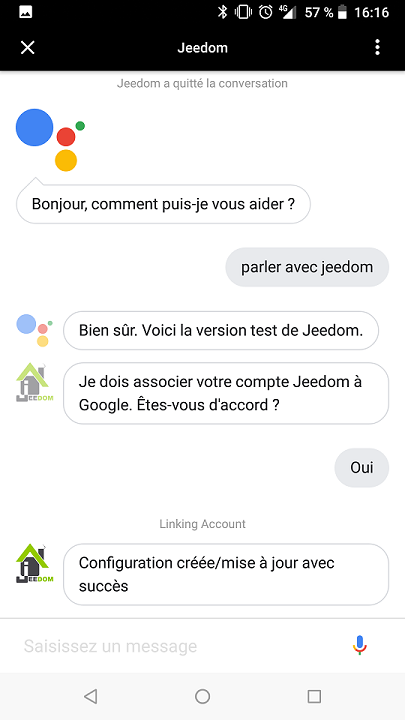 4G 57 % 16:16
Jeedom
Jeedom a quitté la conversation
Bonjour, comment puis-je vous aider ?
parler avec jeedom
Bien sûr. Voici la version test de Jeedom.
JEEDOM
Je dois associer votre compte Jeedom à
Google. Êtes-vous d'accord ?
Oui
Linking Account
JEEDOM
Configuration créée/mise à jour avec
succès
Saisissez un message